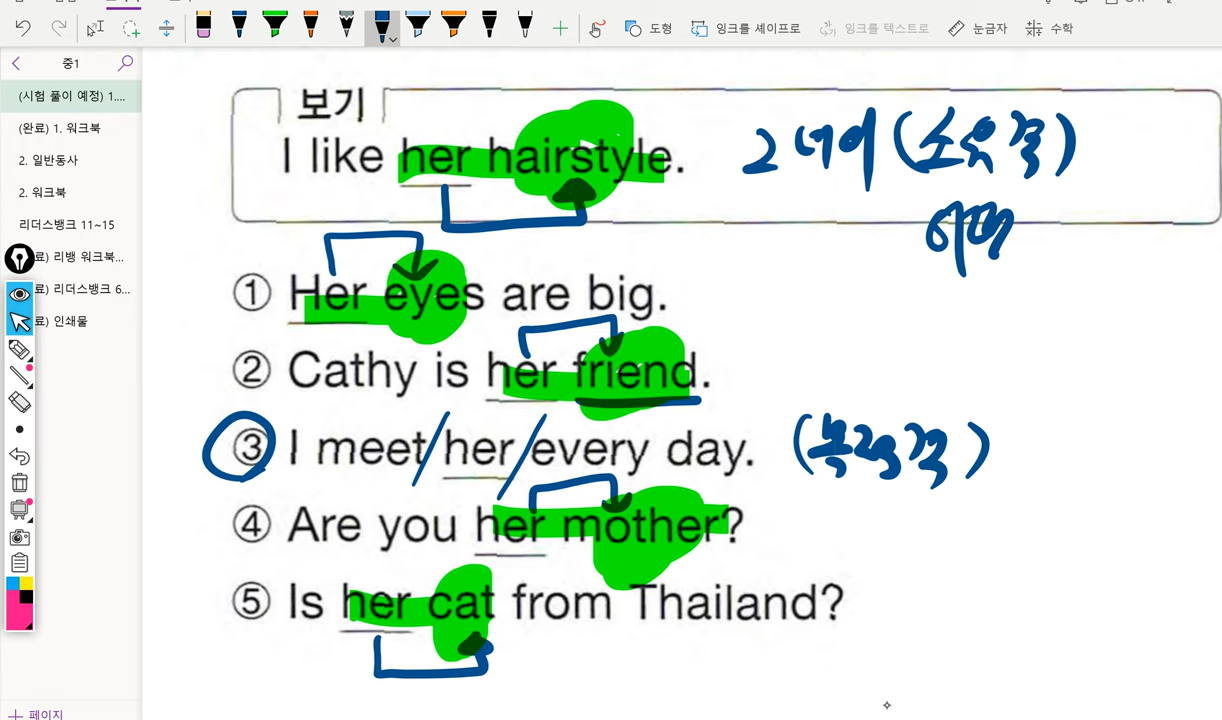 도형
잉크를 셰이프로
잉크를 텍스트로
눈금자
수학
중1
(시험 풀이 예정) 1....
(완료) 1. 워크북
2. 일반동사
2. 워크북
리더스뱅크 11~15
료) 리뱅 워크북...
료) 리더스뱅크 6...
료) 인쇄물
페이지
보기
I like her hairstyle.
그녀의 (소유격)
① Her eyes are big.
② Cathy is her friend.
③ I meet/her/every day. (목적격)
④ Are you her mother?
⑤ Is her cat from Thailand?